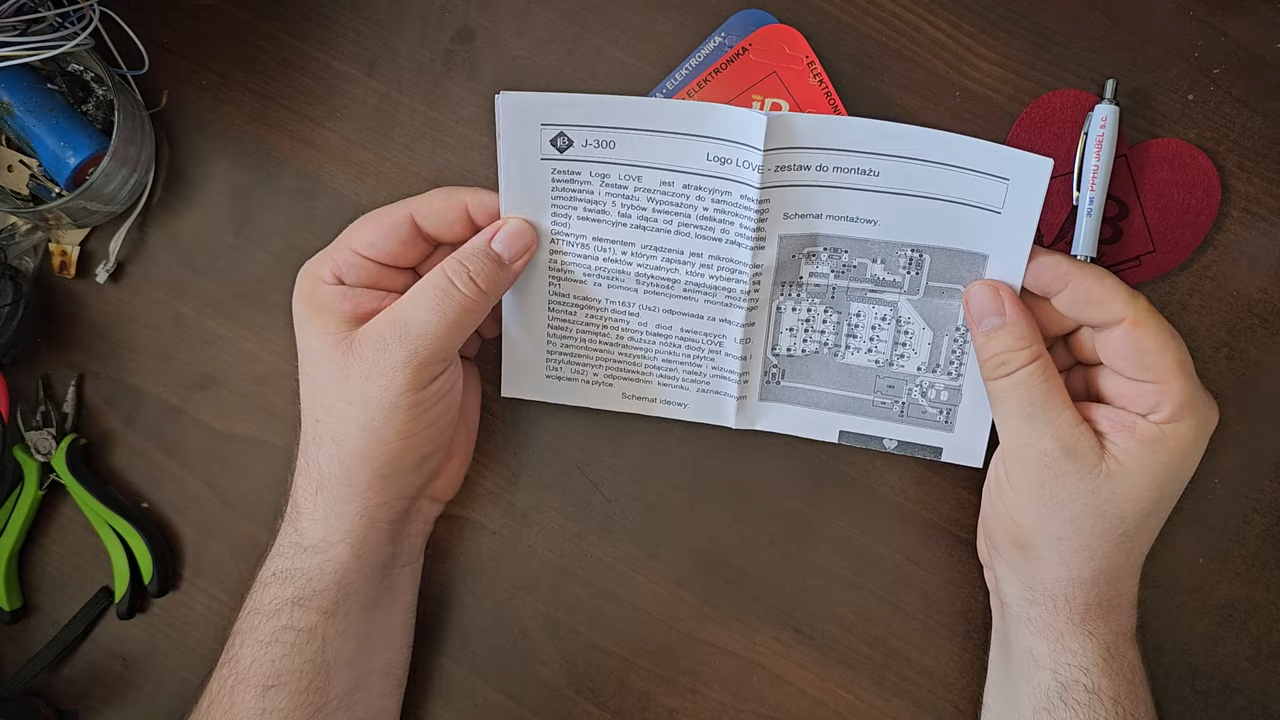 ELEKTRONIKA
ELEKTRONIKA
J-300
Logo LOVE - zestaw do montażu
Zestaw Logo LOVE jest atrakcyjnym efektem
świetlnym. Zestaw przeznaczony do samodzielnego
zlutowania i montażu. Wyposażony w mikrokontroler
umożliwiający 5 trybów świecenia (delikatne światło,
mocne światło, fala idąca od pierwszej do ostatniej
diody, sekwencyjne załączanie diod, losowe załączanie
diod).
Głównym elementem urządzenia jest mikrokontroler
ATTINY85 (Us1), w którym zapisany jest program do
generowania efektów wizualnych, które wybierane są
za pomocą przycisku dotykowego znajdującego się w
białym serduszku. Szybkość animacji możemy
regulować za pomocą potencjometru montażowego
Pr1.
Układ scalony Tm1637 (Us2) odpowiada za włączanie
poszczególnych diod led.
Montaż zaczynamy od diod świecących LED.
Umieszczamy je od strony białego napisu LOVE.
Należy pamiętać, że dłuższa nóżka diody jest anodą i
lutujemy ją do kwadratowego punktu na płytce.
Po zamontowaniu wszystkich elementów i wizualnym
sprawdzeniu poprawności połączeń, należy umieścić w
przylutowanych podstawkach układy scalone
(Us1, Us2) w odpowiednim kierunku, zaznaczonym
wcięciem na płytce.
Schemat ideowy:
Schemat montażowy:
30 lat PPHU JABEL s.c.